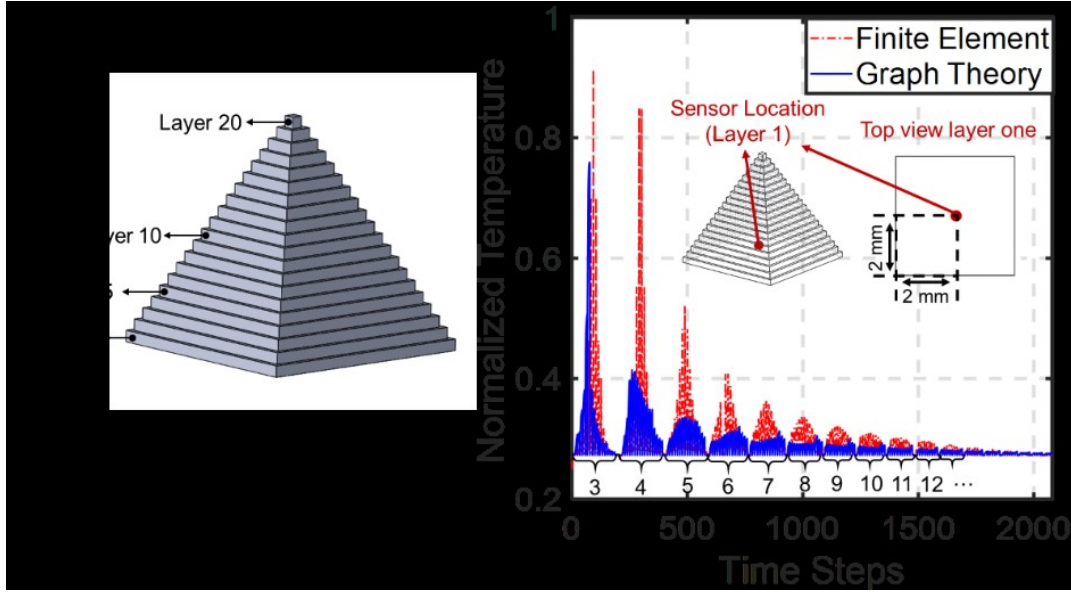 Layer 20
yer 10
5
1
0.8
0.6
0.4
0.2
Normalized Temperature
Finite Element
Graph Theory
Sensor Location
(Layer 1)
Top view layer one
2 mm
2 mm
3 4 5 6 7 8 9 10 11 12 ...
0 500 1000 1500 2000
Time Steps